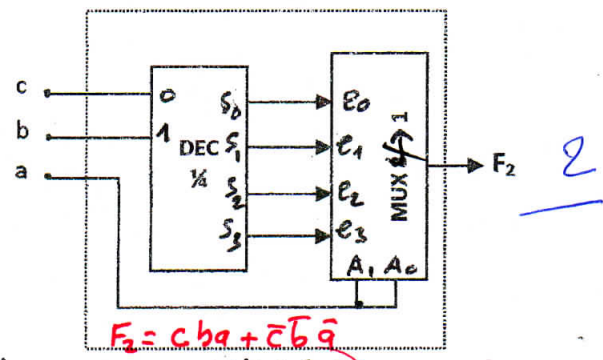 c 0 S0 e0
b 1 DEC S1 e1 MUX 1 F2 2
a ¼ S2 e2
S3 e3
A1 A0
F2 = cba + c̄ b̄ ā